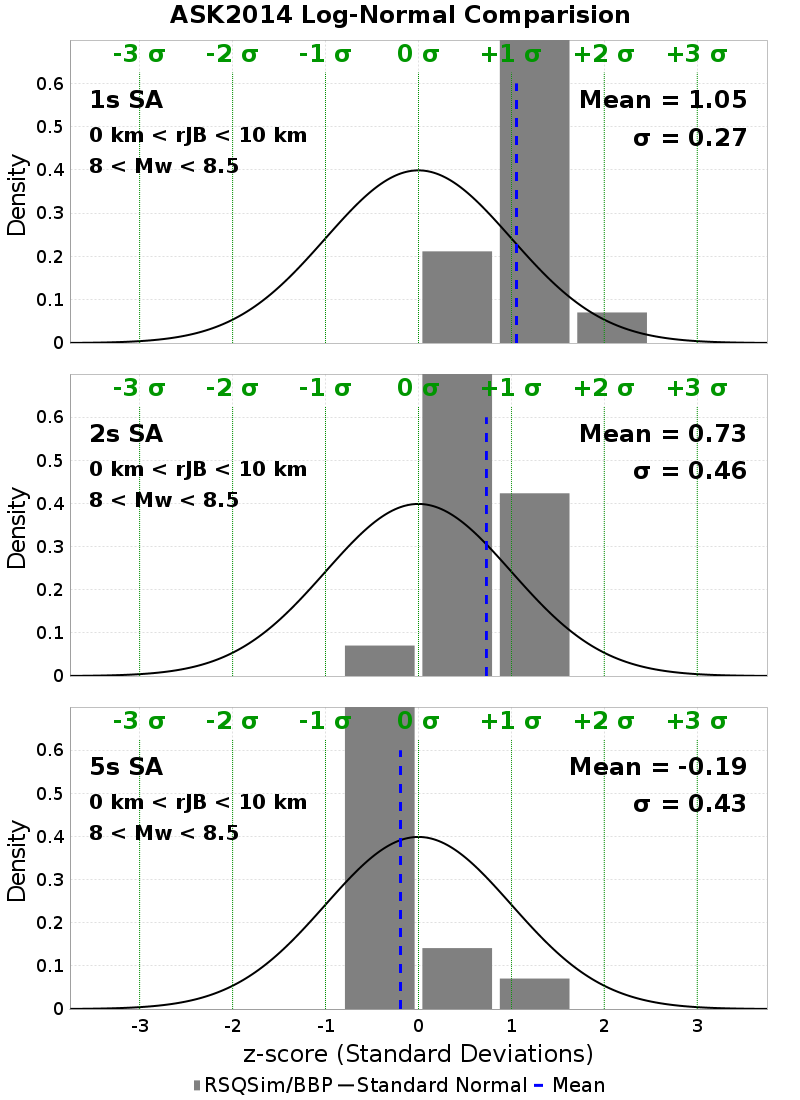 ASK2014 Log-Normal Comparision
-3 σ -2 σ -1 σ 0 σ +1 σ +2 σ +3 σ
1s SA
0 km < rJB < 10 km
8 < Mw < 8.5
Mean = 1.05
σ = 0.27
Density
0.6
0.5
0.4
0.3
0.2
0.1
0
-3 σ -2 σ -1 σ 0 σ +1 σ +2 σ +3 σ
2s SA
0 km < rJB < 10 km
8 < Mw < 8.5
Mean = 0.73
σ = 0.46
Density
0.6
0.5
0.4
0.3
0.2
0.1
0
-3 σ -2 σ -1 σ 0 σ +1 σ +2 σ +3 σ
5s SA
0 km < rJB < 10 km
8 < Mw < 8.5
Mean = -0.19
σ = 0.43
Density
0.6
0.5
0.4
0.3
0.2
0.1
0
-3 -2 -1 0 1 2 3
z-score (Standard Deviations)
RSQSim/BBP Standard Normal Mean